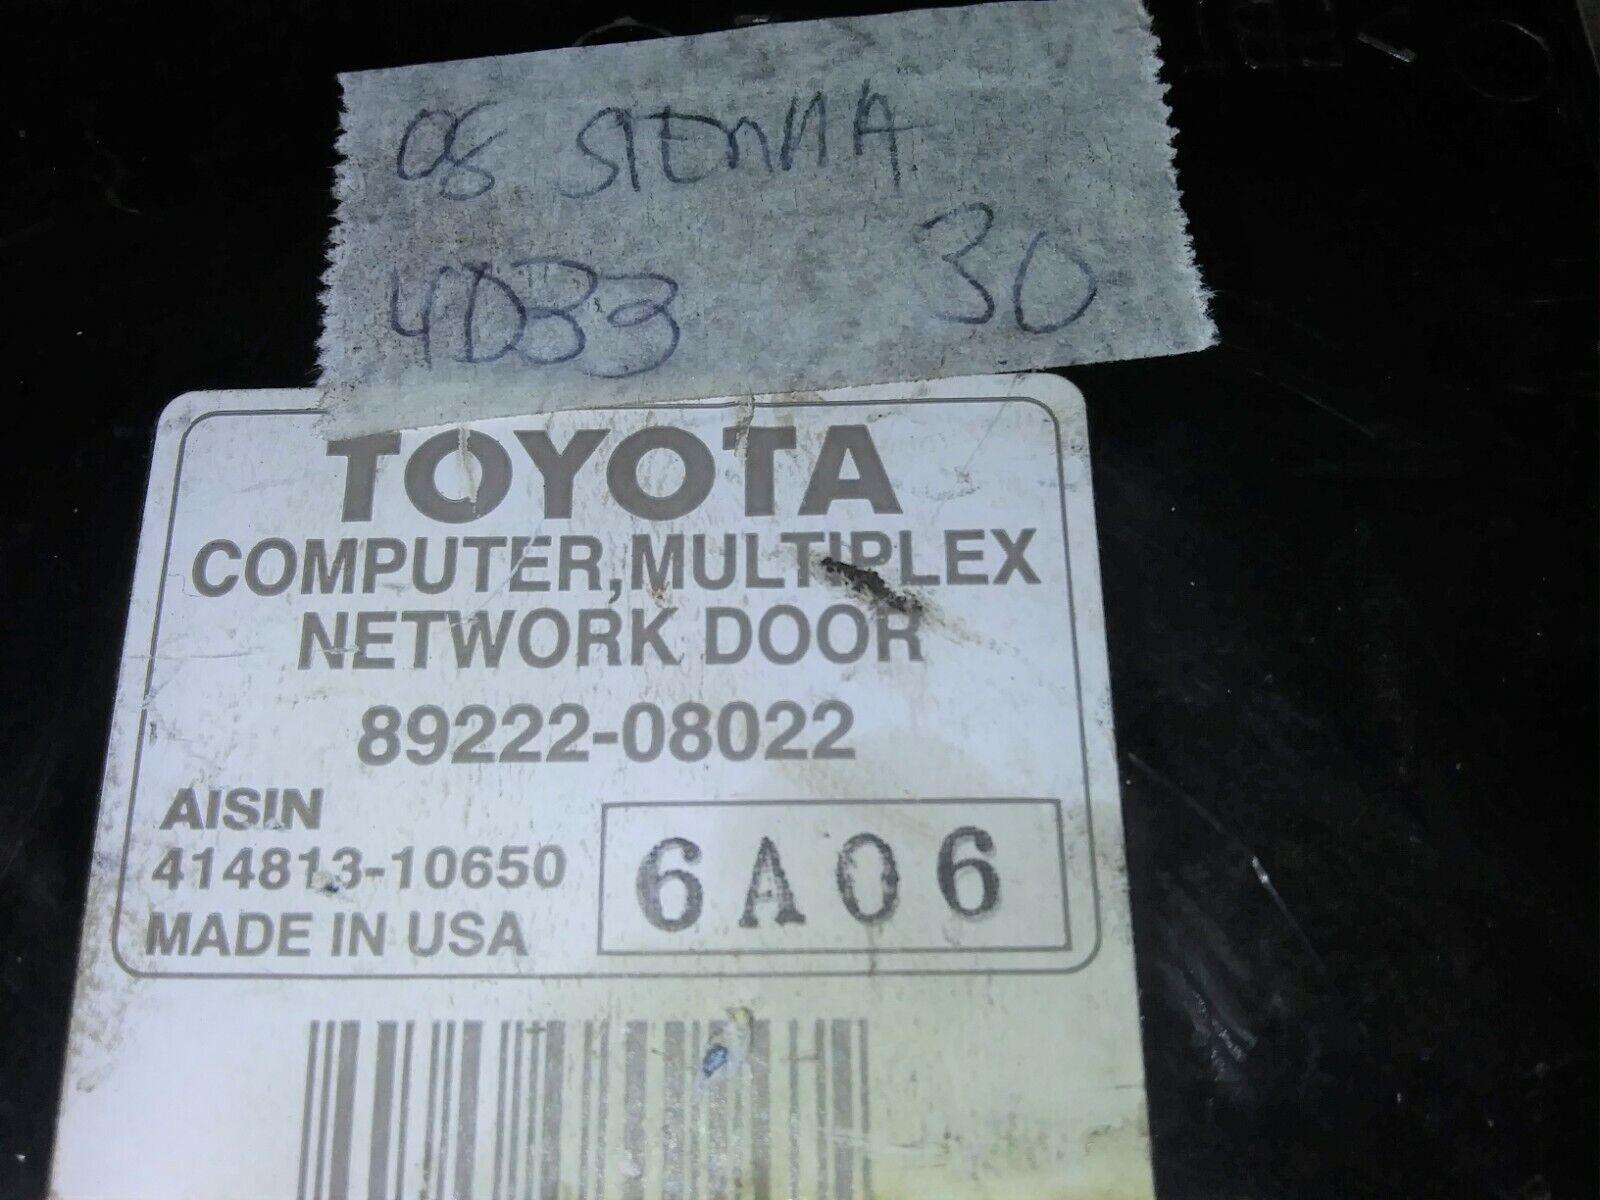 08 SIENNA
4D33 30
TOYOTA
COMPUTER,MULTIPLEX
NETWORK DOOR
89222-08022
AISIN
414813-10650
MADE IN USA
6A06